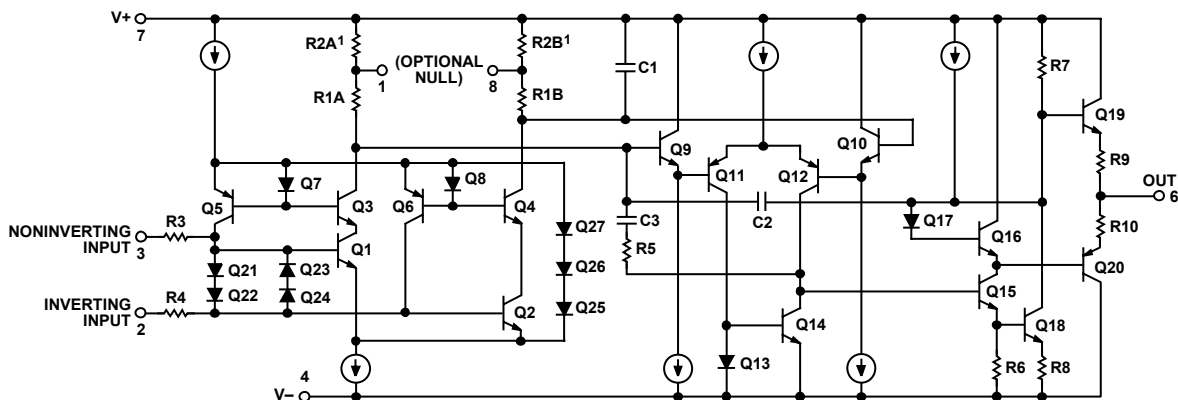 V+
7
R2A1
(OPTIONAL
NULL)
1
8
R2B1
C1
R1A
R1B
R7
Q19
Q9
Q10
Q11
Q12
R9
OUT
6
Q7
Q8
Q5
Q3
Q6
Q4
Q27
C3
C2
Q17
R10
R3
NONINVERTING
INPUT
3
Q1
R5
Q16
Q21
Q23
Q26
Q20
Q22
Q24
Q15
R4
INVERTING
INPUT
2
Q2
Q25
Q14
Q18
Q13
R6
R8
4
V–